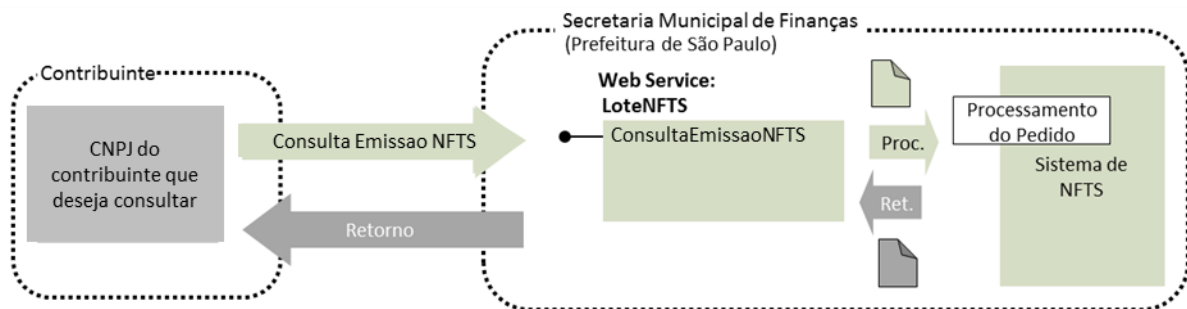 Contribuinte
CNPJ do
contribuinte que
deseja consultar
Consulta Emissao NFTS
Retorno
Secretaria Municipal de Finanças
(Prefeitura de São Paulo)
Web Service:
LoteNFTS
ConsultaEmissaoNFTS
Proc.
Ret.
Processamento
do Pedido
Sistema de
NFTS